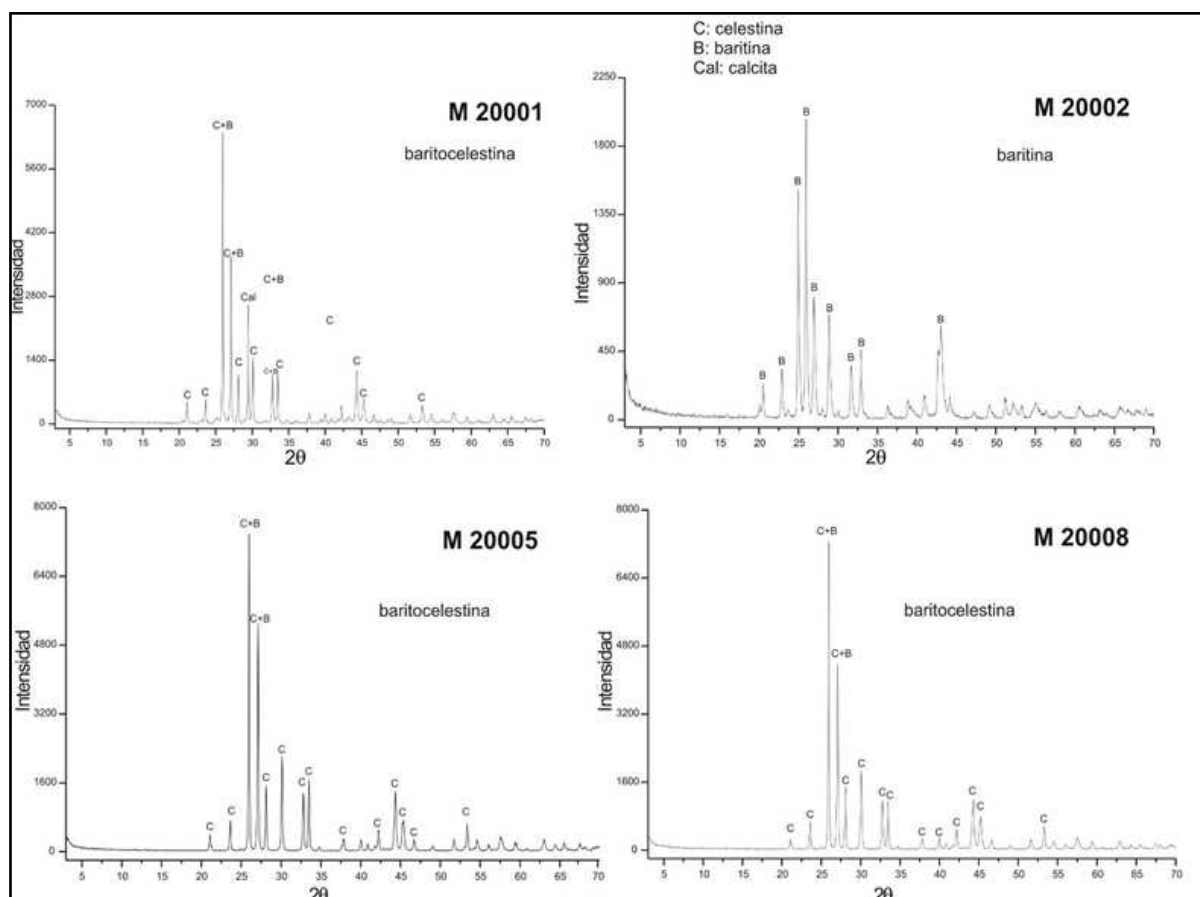 C: celestina
B: baritina
Cal: calcita
M 20001
baritocelestina
Intensidad
7000
5600
4200
2800
1400
0
C+B
C+B
C+B
Cal
C
C
C
C
C+B
C
C
C
C
C
5 10 15 20 25 30 35 40 45 50 55 60 65 70
2θ
M 20002
baritina
Intensidad
2250
1800
1350
900
450
0
B
B
B
B
B
B
B
B
B
5 10 15 20 25 30 35 40 45 50 55 60 65 70
2θ
M 20005
baritocelestina
Intensidad
8000
6400
4800
3200
1600
0
C+B
C+B
C
C
C
C
C
C
C
C
C
C
C
C
5 10 15 20 25 30 35 40 45 50 55 60 65 70
2θ
M 20008
baritocelestina
Intensidad
8000
6400
4800
3200
1600
0
C+B
C+B
C
C
C
C
C
C
C
C
C
C
C
C
5 10 15 20 25 30 35 40 45 50 55 60 65 70
2θ